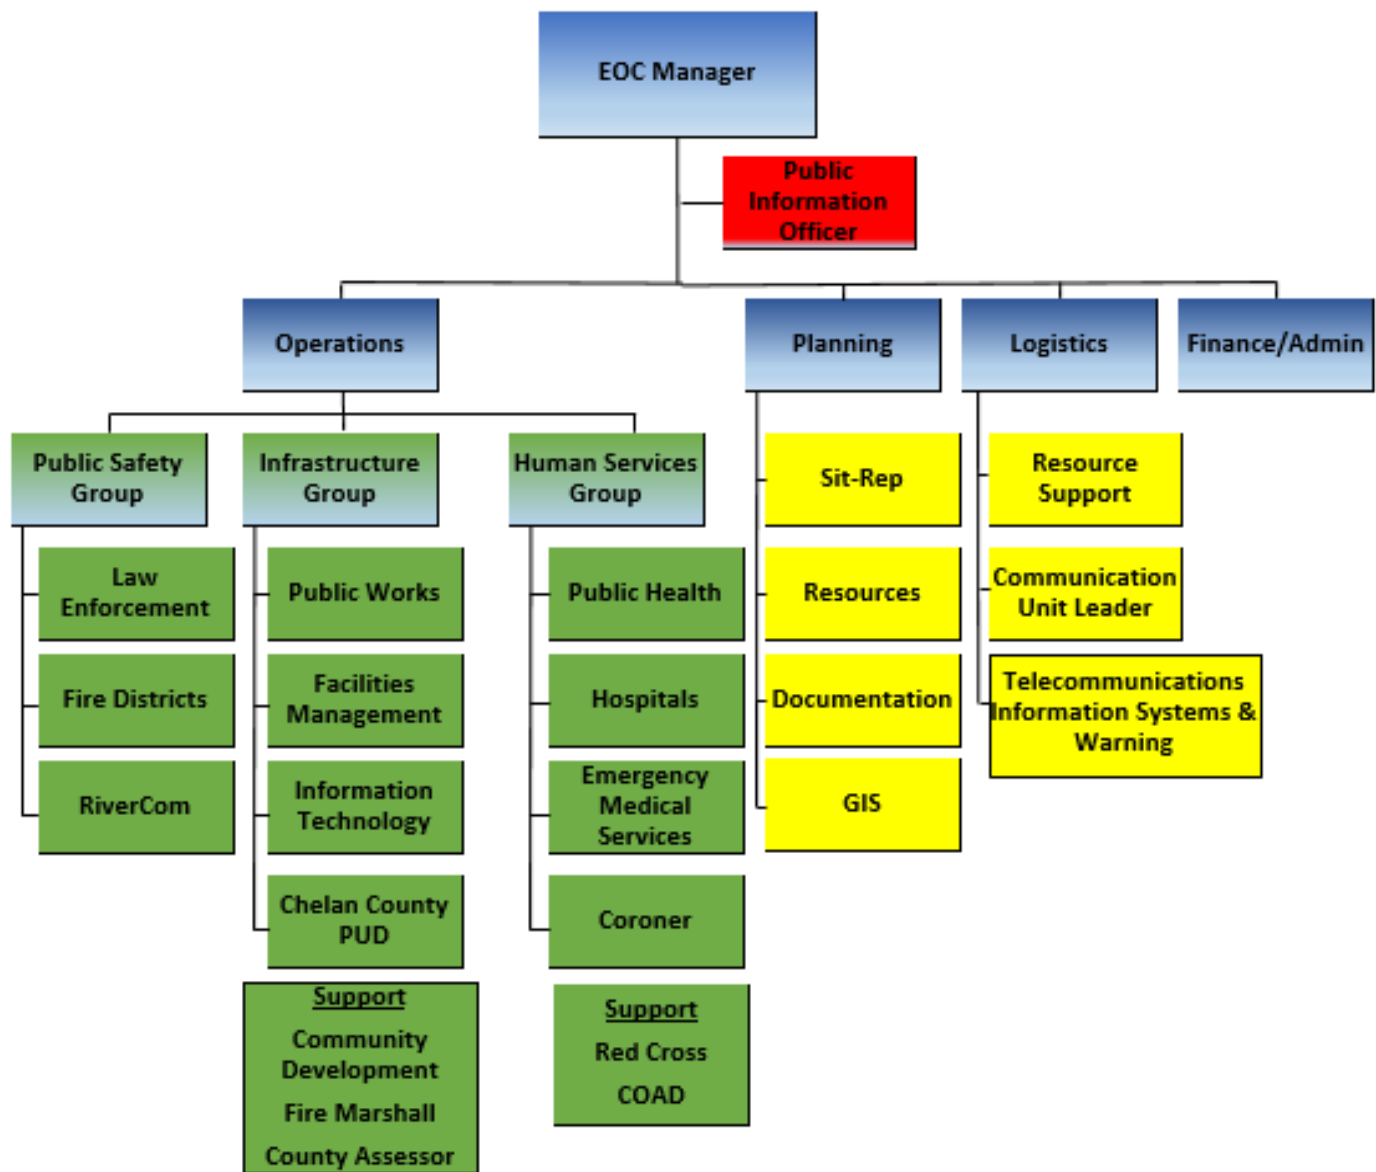 EOC Manager
Public
Information
Officer
Operations
Planning
Logistics
Finance/Admin
Public Safety
Group
Infrastructure
Group
Human Services
Group
Sit-Rep
Resource
Support
Law
Enforcement
Public Works
Public Health
Resources
Communication
Unit Leader
Fire Districts
Facilities
Management
Hospitals
Documentation
Telecommunications
Information Systems &
Warning
RiverCom
Information
Technology
Emergency
Medical
Services
GIS
Chelan County
PUD
Coroner
Support
Community
Development
Fire Marshall
County Assessor
Support
Red Cross
COAD